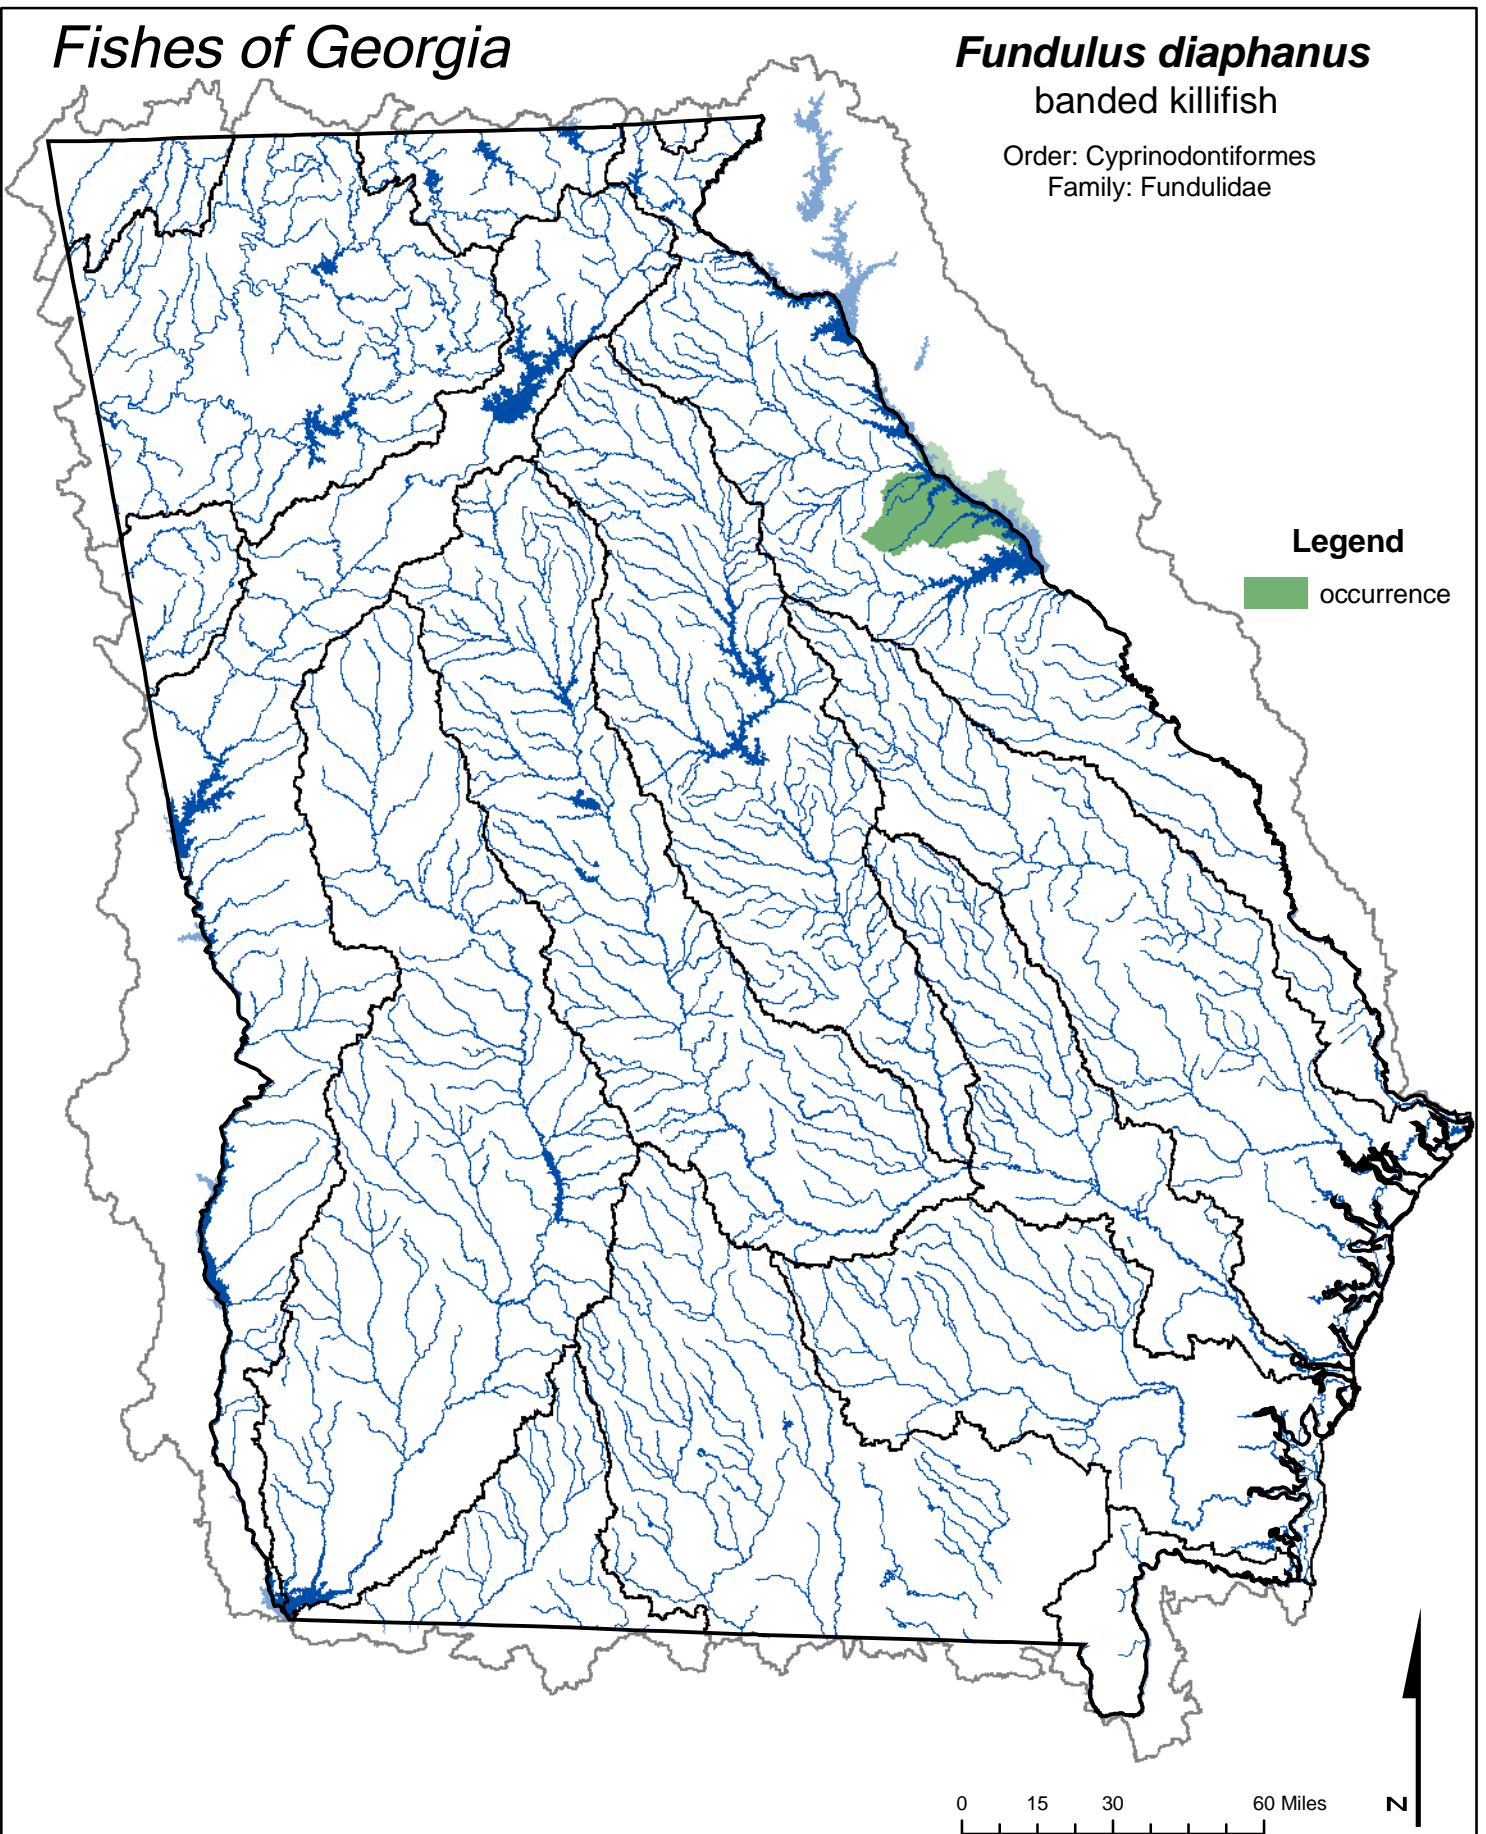 Fishes of Georgia
Fundulus diaphanus
banded killifish
Order: Cyprinodontiformes
Family: Fundulidae
Legend
occurrence
0 15 30 60 Miles
N